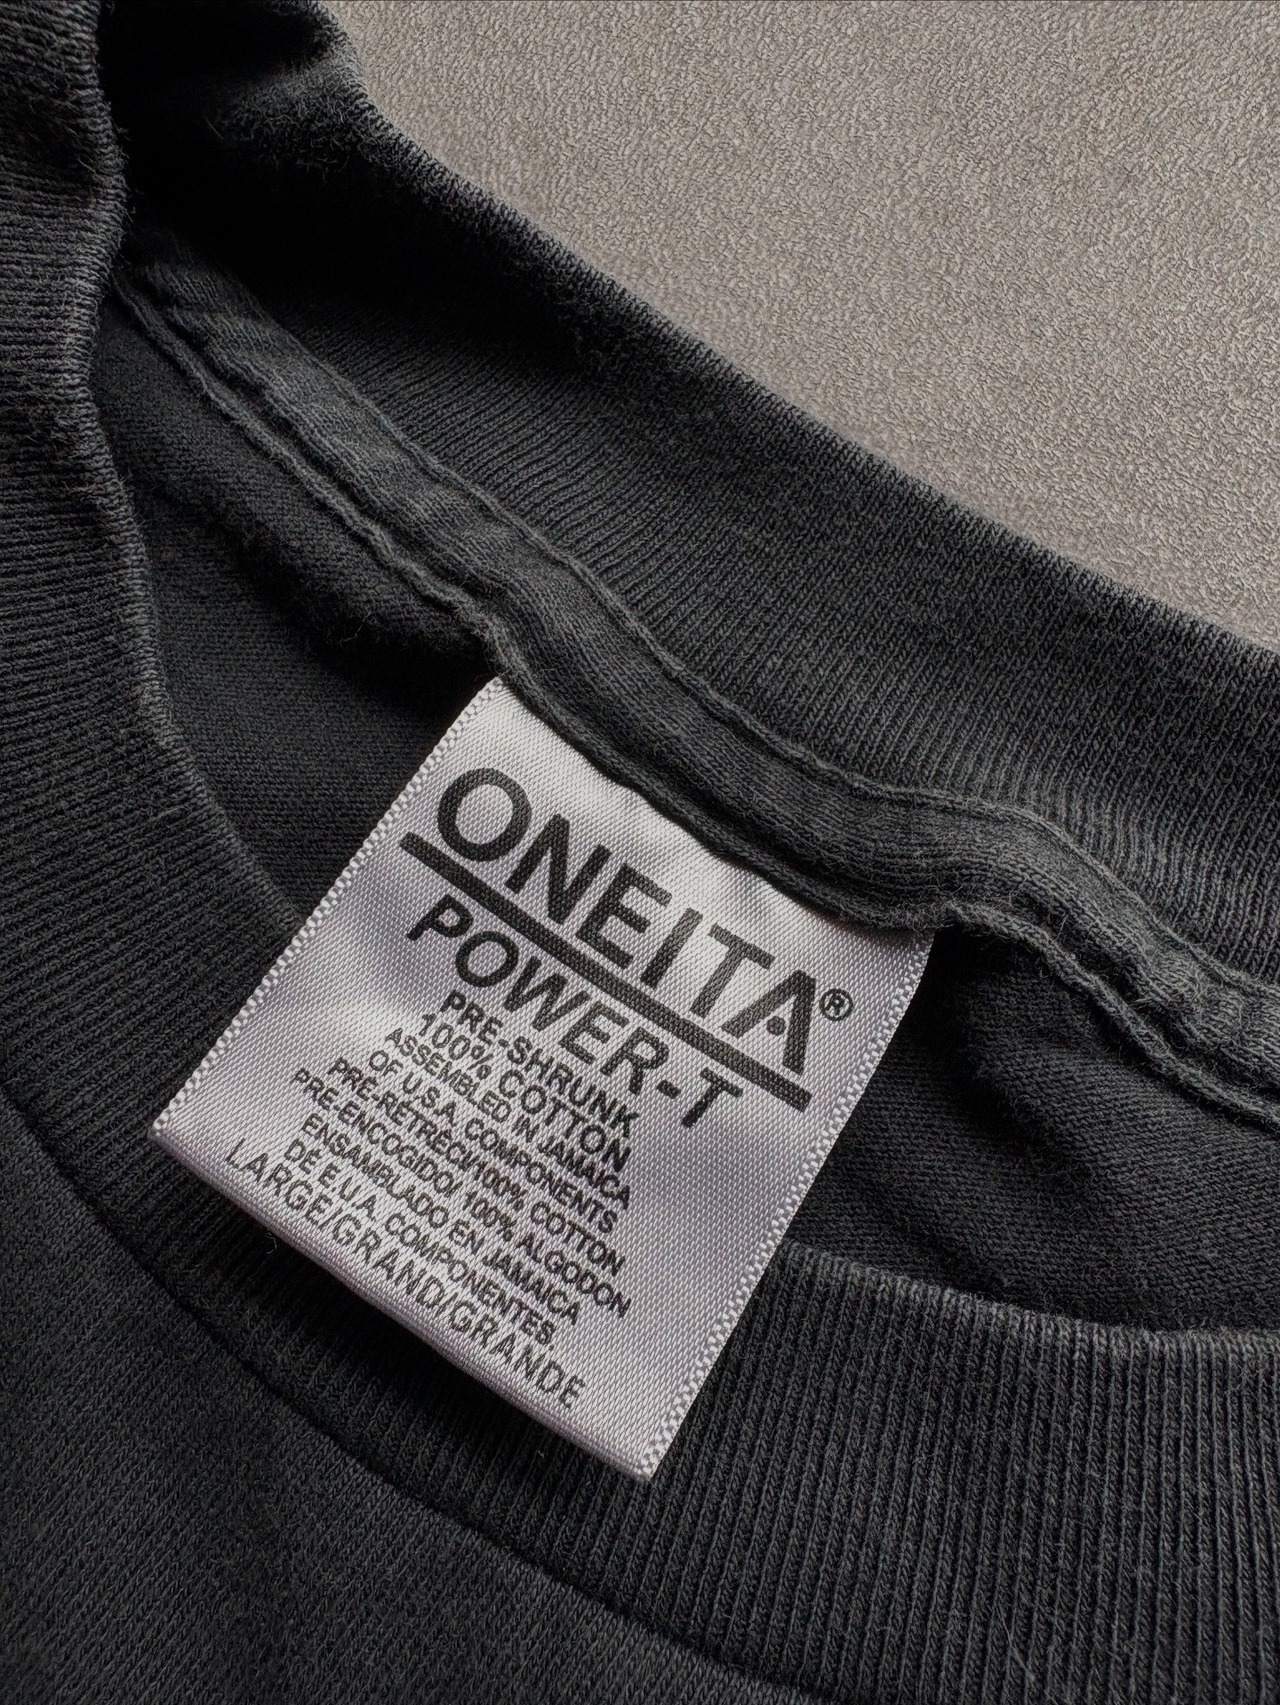 ONEITA®
POWER-T
PRE-SHRUNK
100% COTTON
ASSEMBLED IN JAMAICA
OF U.S.A. COMPONENTS
PRÉ-RETRÉCI/100% COTTON
PRE-ENCOGIDO/ 100% ALGODON
ENSAMBLADO EN JAMAICA
DE E.U.A. COMPONENTES.
LARGE/GRAND/GRANDE